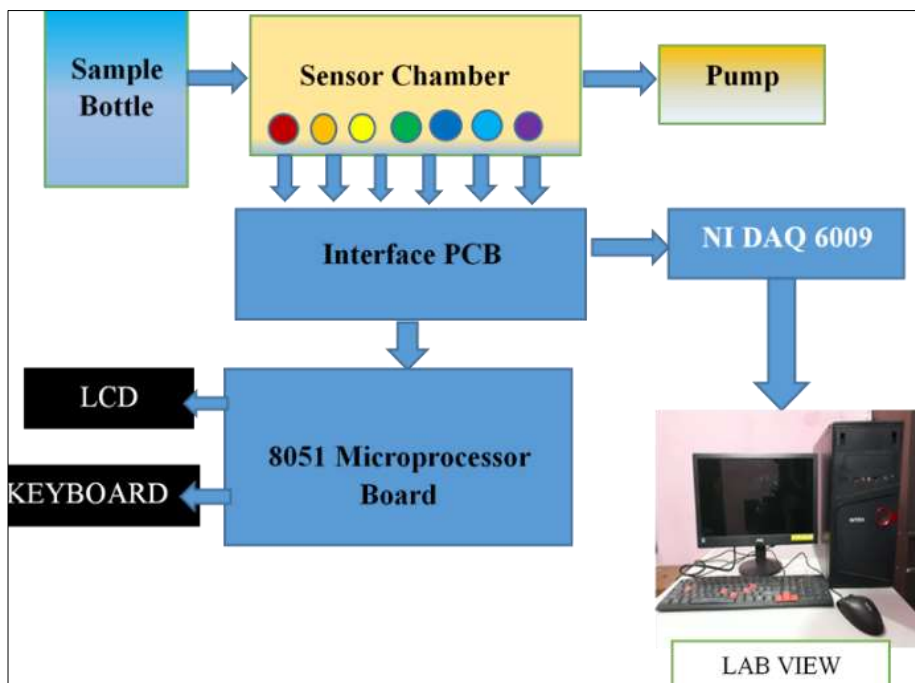 Sample
Bottle
Sensor Chamber
Pump
Interface PCB
NI DAQ 6009
LCD
KEYBOARD
8051 Microprocessor
Board
LAB VIEW